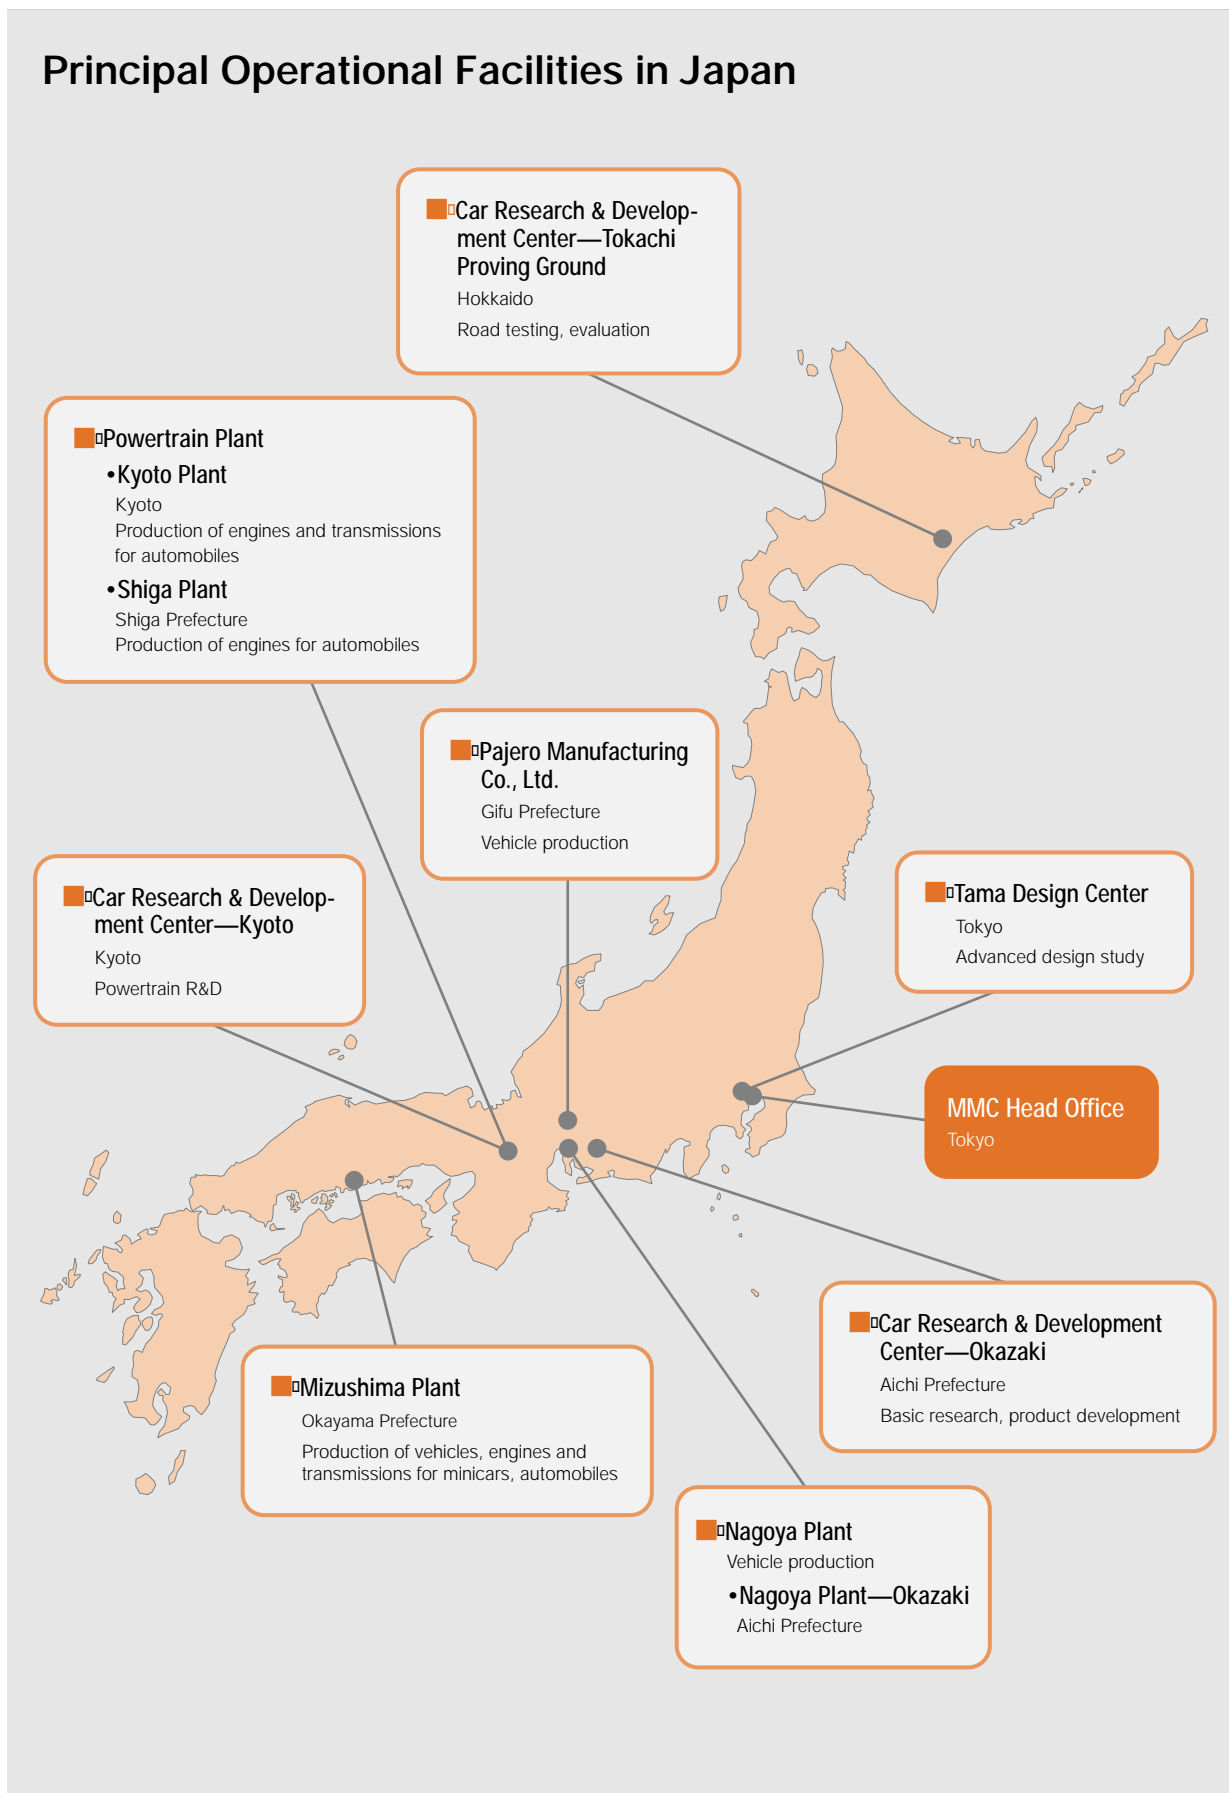 Principal Operational Facilities in Japan
Car Research & Develop-
ment Center—Tokachi
Proving Ground
Hokkaido
Road testing, evaluation
Powertrain Plant
•Kyoto Plant
Kyoto
Production of engines and transmissions
for automobiles
•Shiga Plant
Shiga Prefecture
Production of engines for automobiles
Pajero Manufacturing
Co., Ltd.
Gifu Prefecture
Vehicle production
Car Research & Develop-
ment Center—Kyoto
Kyoto
Powertrain R&D
Tama Design Center
Tokyo
Advanced design study
MMC Head Office
Tokyo
Car Research & Development
Center—Okazaki
Aichi Prefecture
Basic research, product development
Mizushima Plant
Okayama Prefecture
Production of vehicles, engines and
transmissions for minicars, automobiles
Nagoya Plant
Vehicle production
•Nagoya Plant—Okazaki
Aichi Prefecture